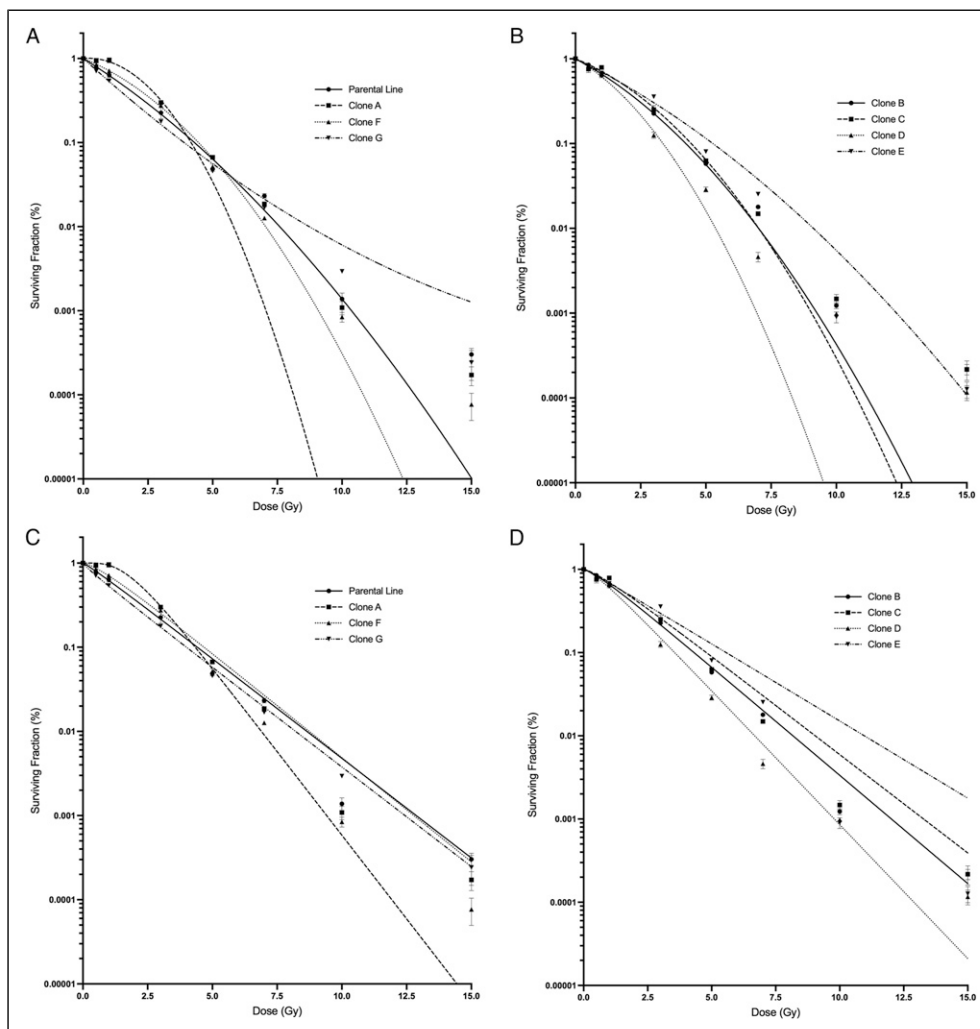 A
1
0.1
0.01
0.001
0.0001
0.00001
Surviving Fraction (%)
0.0 2.5 5.0 7.5 10.0 12.5 15.0
Dose (Gy)
Parental Line
Clone A
Clone F
Clone G
B
1
0.1
0.01
0.001
0.0001
0.00001
Surviving Fraction (%)
0.0 2.5 5.0 7.5 10.0 12.5 15.0
Dose (Gy)
Clone B
Clone C
Clone D
Clone E
C
1
0.1
0.01
0.001
0.0001
0.00001
Surviving Fraction (%)
0.0 2.5 5.0 7.5 10.0 12.5 15.0
Dose (Gy)
Parental Line
Clone A
Clone F
Clone G
D
1
0.1
0.01
0.001
0.0001
0.00001
Surviving Fraction (%)
0.0 2.5 5.0 7.5 10.0 12.5 15.0
Dose (Gy)
Clone B
Clone C
Clone D
Clone E